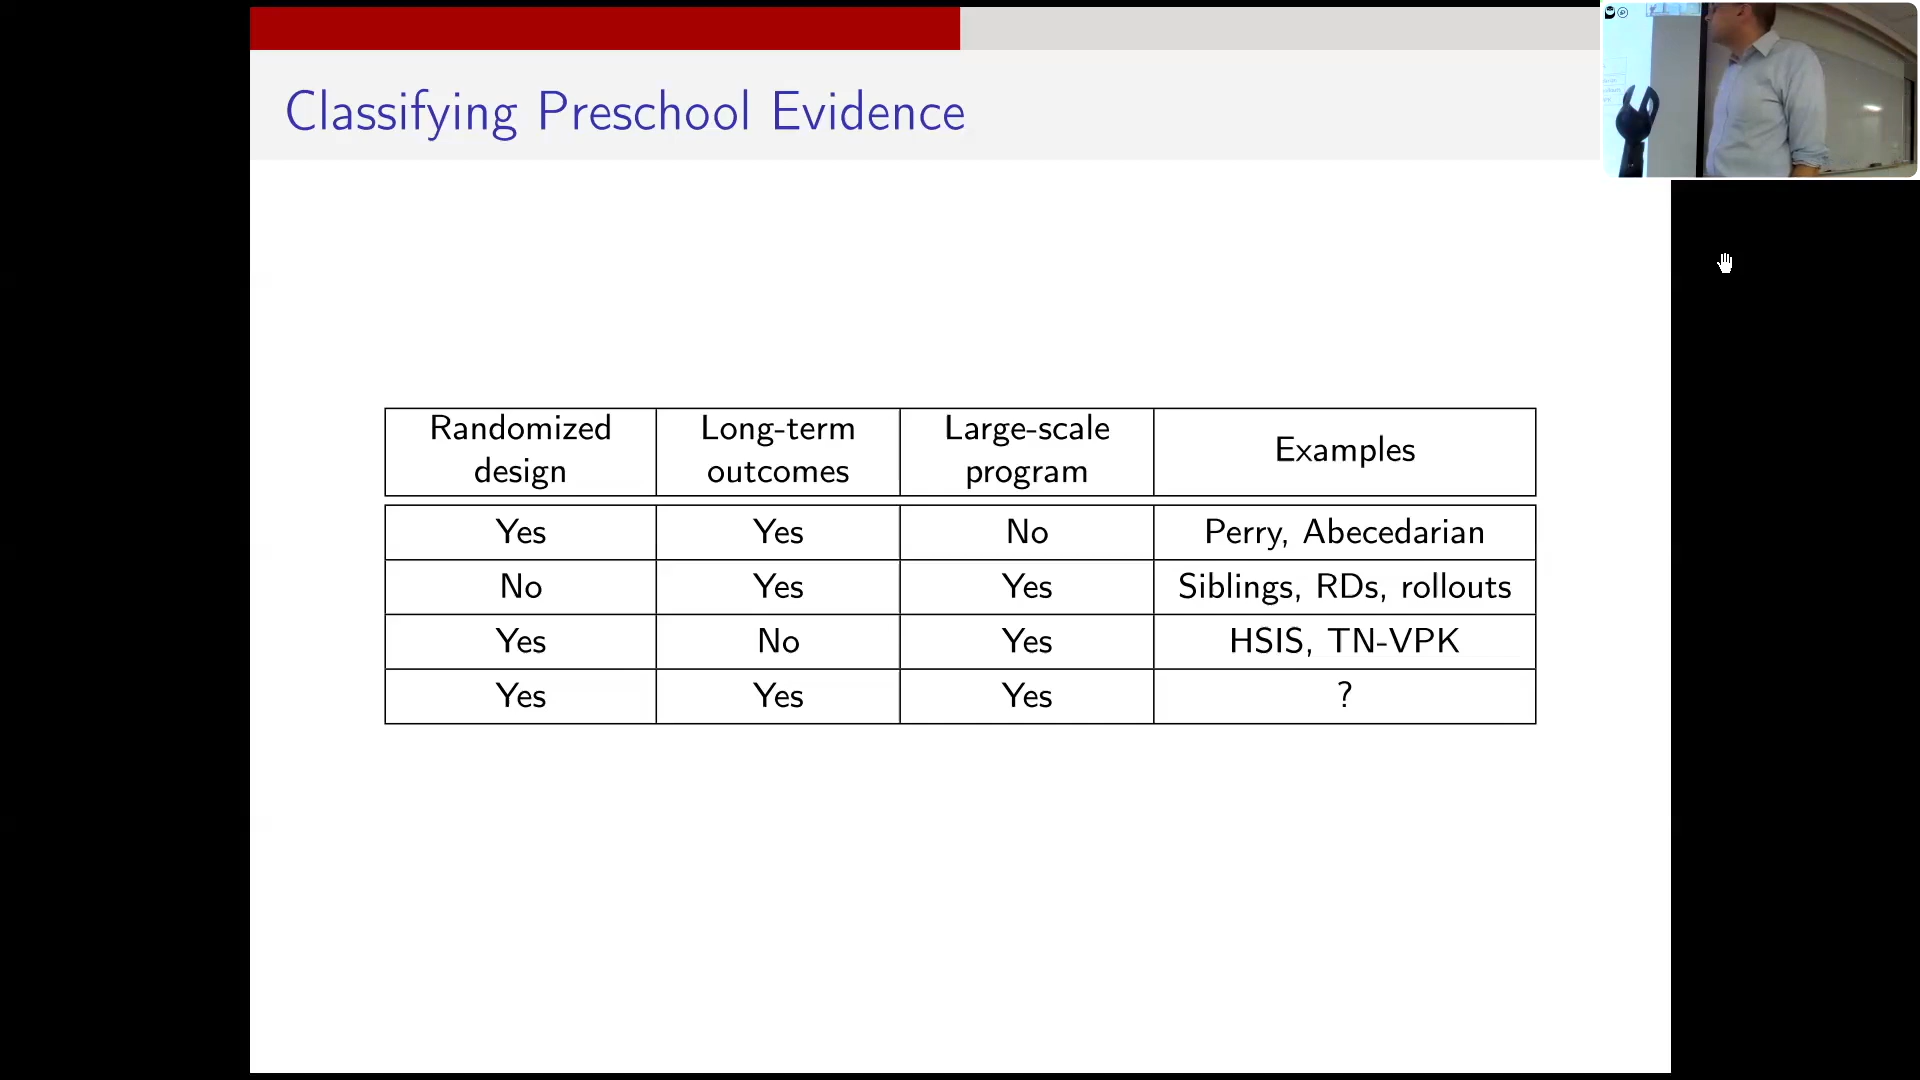 Classifying Preschool Evidence
Randomized design | Long-term outcomes | Large-scale program | Examples
Yes | Yes | No | Perry, Abecedarian
No | Yes | Yes | Siblings, RDs, rollouts
Yes | No | Yes | HSIS, TN-VPK
Yes | Yes | Yes | ?